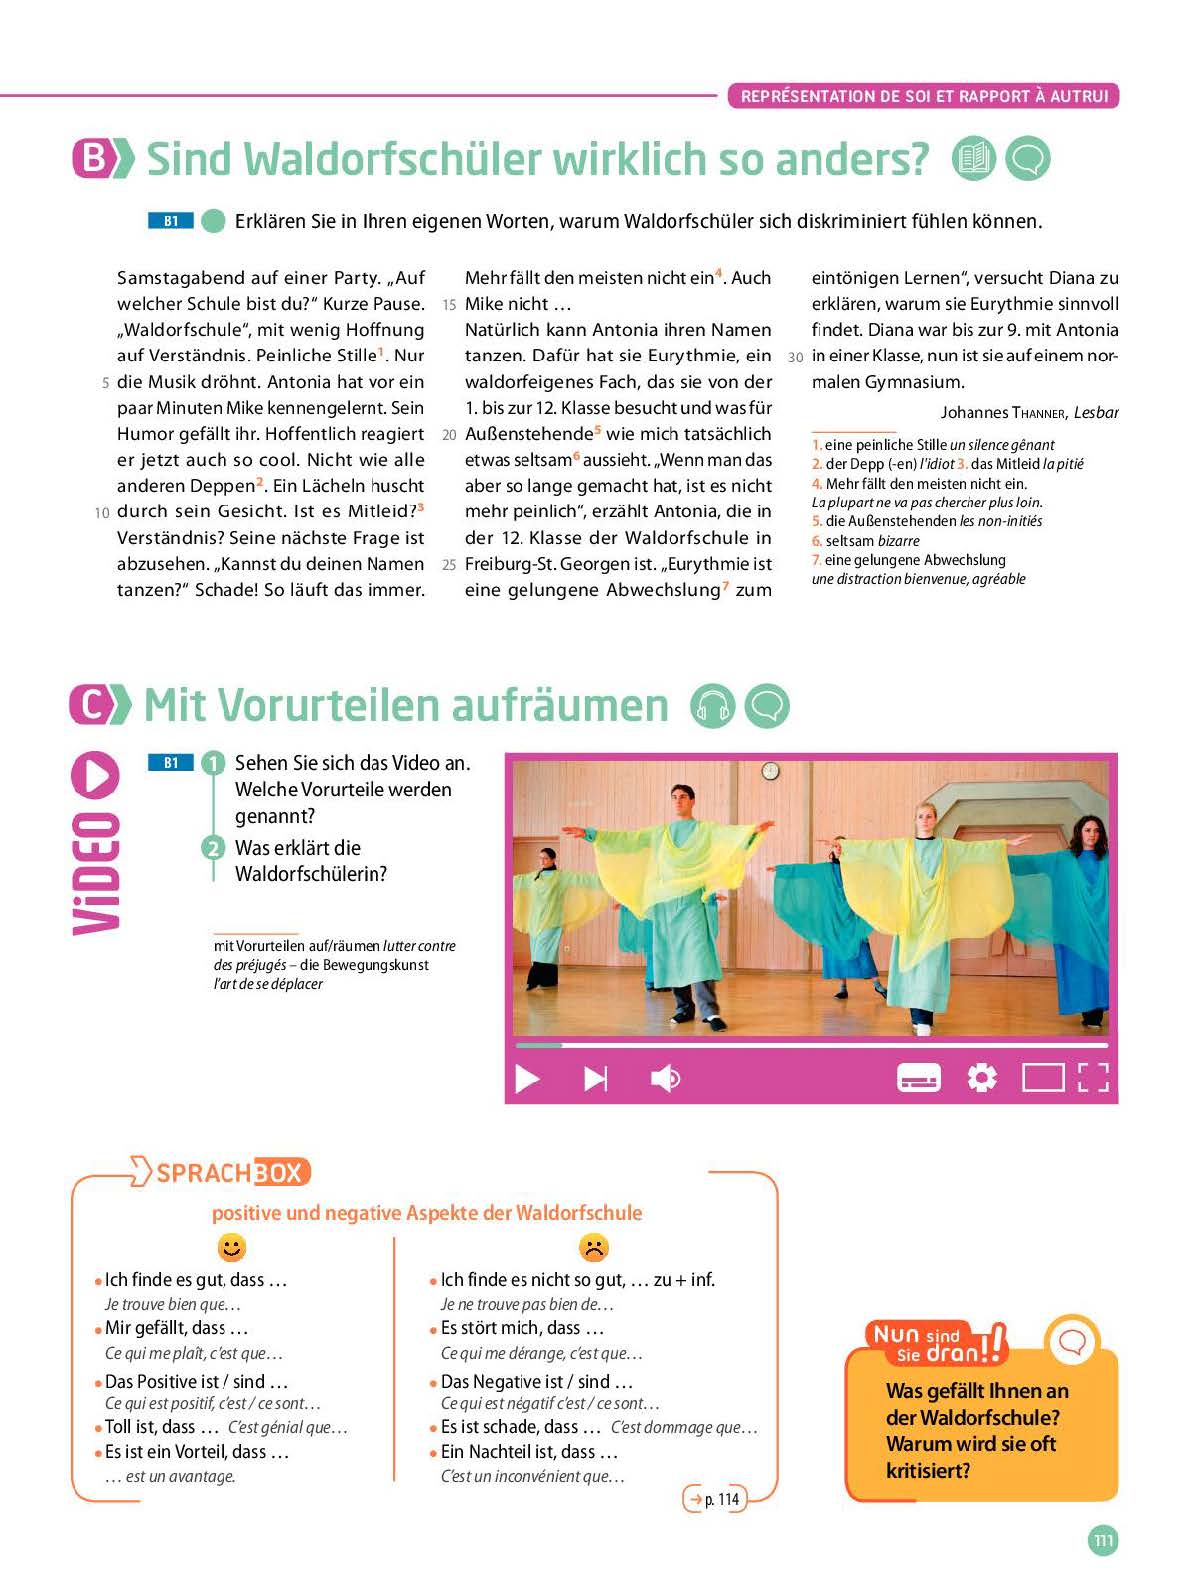 REPRÉSENTATION DE SOI ET RAPPORT À AUTRUI
B Sind Waldorfschüler wirklich so anders?
B1 Erklären Sie in Ihren eigenen Worten, warum Waldorfschüler sich diskriminiert fühlen können.
Samstagabend auf einer Party. „Auf
welcher Schule bist du?“ Kurze Pause.
„Waldorfschule“, mit wenig Hoffnung
auf Verständnis. Peinliche Stille1. Nur
5 die Musik dröhnt. Antonia hat vor ein
paar Minuten Mike kennengelernt. Sein
Humor gefällt ihr. Hoffentlich reagiert
er jetzt auch so cool. Nicht wie alle
anderen Deppen2. Ein Lächeln huscht
10 durch sein Gesicht. Ist es Mitleid?3
Verständnis? Seine nächste Frage ist
abzusehen. „Kannst du deinen Namen
tanzen?“ Schade! So läuft das immer.
Mehr fällt den meisten nicht ein4. Auch
15 Mike nicht …
Natürlich kann Antonia ihren Namen
tanzen. Dafür hat sie Eurythmie, ein
waldorfeigenes Fach, das sie von der
1. bis zur 12. Klasse besucht und was für
20 Außenstehende5 wie mich tatsächlich
etwas seltsam6 aussieht. „Wenn man das
aber so lange gemacht hat, ist es nicht
mehr peinlich“, erzählt Antonia, die in
der 12. Klasse der Waldorfschule in
25 Freiburg-St. Georgen ist. „Eurythmie ist
eine gelungene Abwechslung7 zum
eintönigen Lernen“, versucht Diana zu
erklären, warum sie Eurythmie sinnvoll
findet. Diana war bis zur 9. mit Antonia
30 in einer Klasse, nun ist sie auf einem nor-
malen Gymnasium.
Johannes THANNER, Lesbar
1. eine peinliche Stille un silence gênant
2. der Depp (-en) l’idiot 3. das Mitleid la pitié
4. Mehr fällt den meisten nicht ein.
La plupart ne va pas chercher plus loin.
5. die Außenstehenden les non-initiés
6. seltsam bizarre
7. eine gelungene Abwechslung
une distraction bienvenue, agréable
C Mit Vorurteilen aufräumen
ViDEO
B1 1 Sehen Sie sich das Video an.
Welche Vorurteile werden
genannt?
2 Was erklärt die
Waldorfschülerin?
mit Vorurteilen auf/räumen lutter contre
des préjugés – die Bewegungskunst
l’art de se déplacer
SPRACHBOX
positive und negative Aspekte der Waldorfschule
• Ich finde es gut, dass …
Je trouve bien que…
• Mir gefällt, dass …
Ce qui me plaît, c’est que…
• Das Positive ist / sind …
Ce qui est positif, c’est / ce sont…
• Toll ist, dass … C’est génial que…
• Es ist ein Vorteil, dass …
… est un avantage.
• Ich finde es nicht so gut, … zu + inf.
Je ne trouve pas bien de…
• Es stört mich, dass …
Ce qui me dérange, c’est que…
• Das Negative ist / sind …
Ce qui est négatif c’est / ce sont…
• Es ist schade, dass … C’est dommage que…
• Ein Nachteil ist, dass …
C’est un inconvénient que…
→ p. 114
Nun sind
Sie dran!!
Was gefällt Ihnen an
der Waldorfschule?
Warum wird sie oft
kritisiert?
111